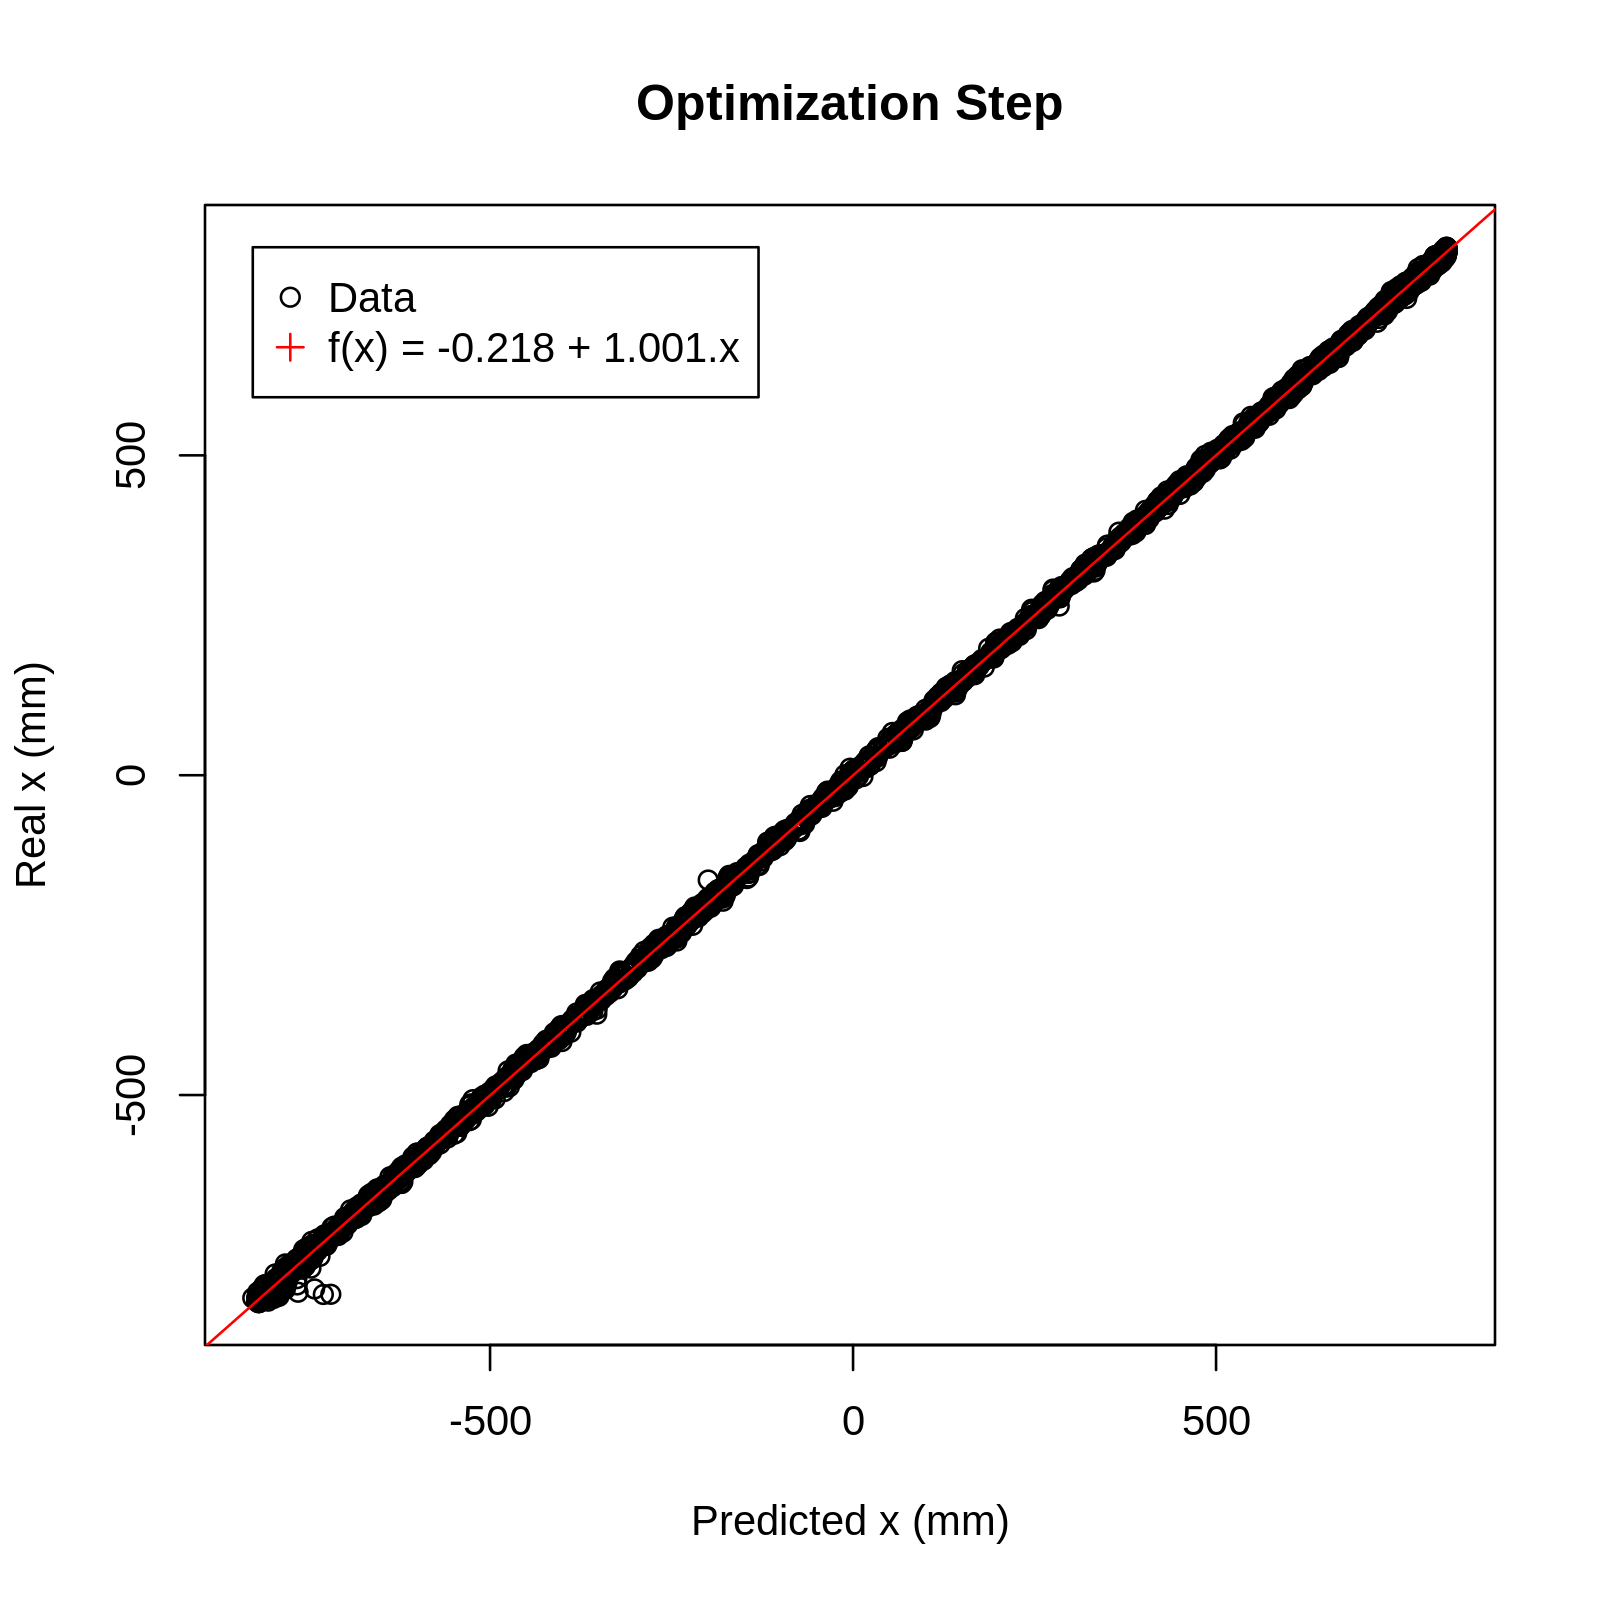 Optimization Step
Data
f(x) = -0.218 + 1.001.x
500
0
-500
Real x (mm)
-500
0
500
Predicted x (mm)